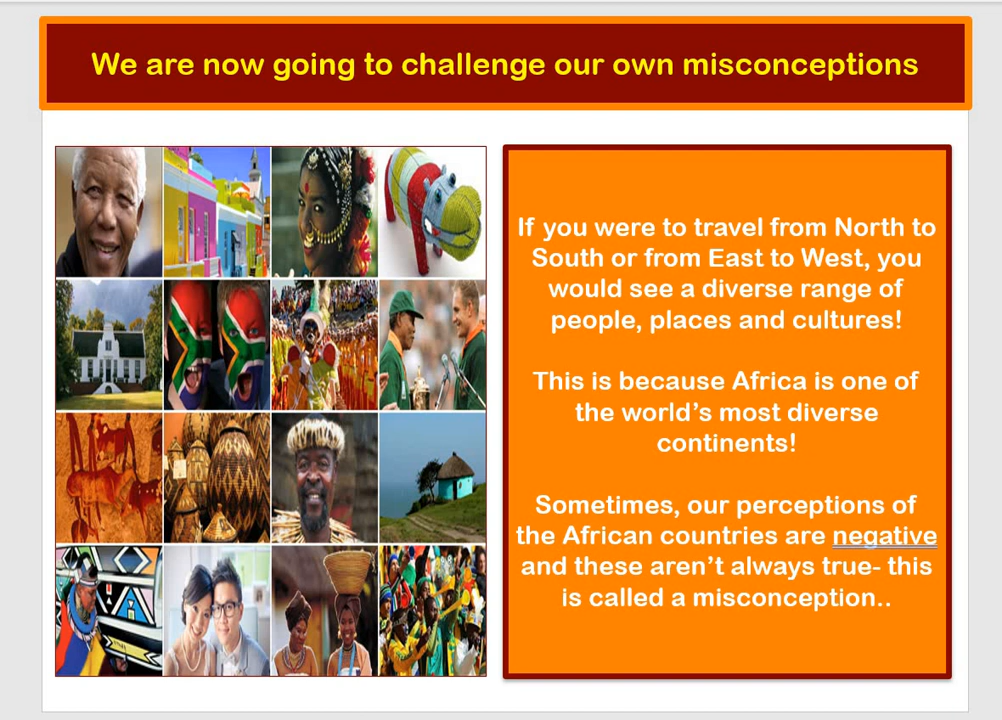 We are now going to challenge our own misconceptions
If you were to travel from North to
South or from East to West, you
would see a diverse range of
people, places and cultures!
This is because Africa is one of
the world's most diverse
continents!
Sometimes, our perceptions of
the African countries are negative
and these aren't always true- this
is called a misconception..